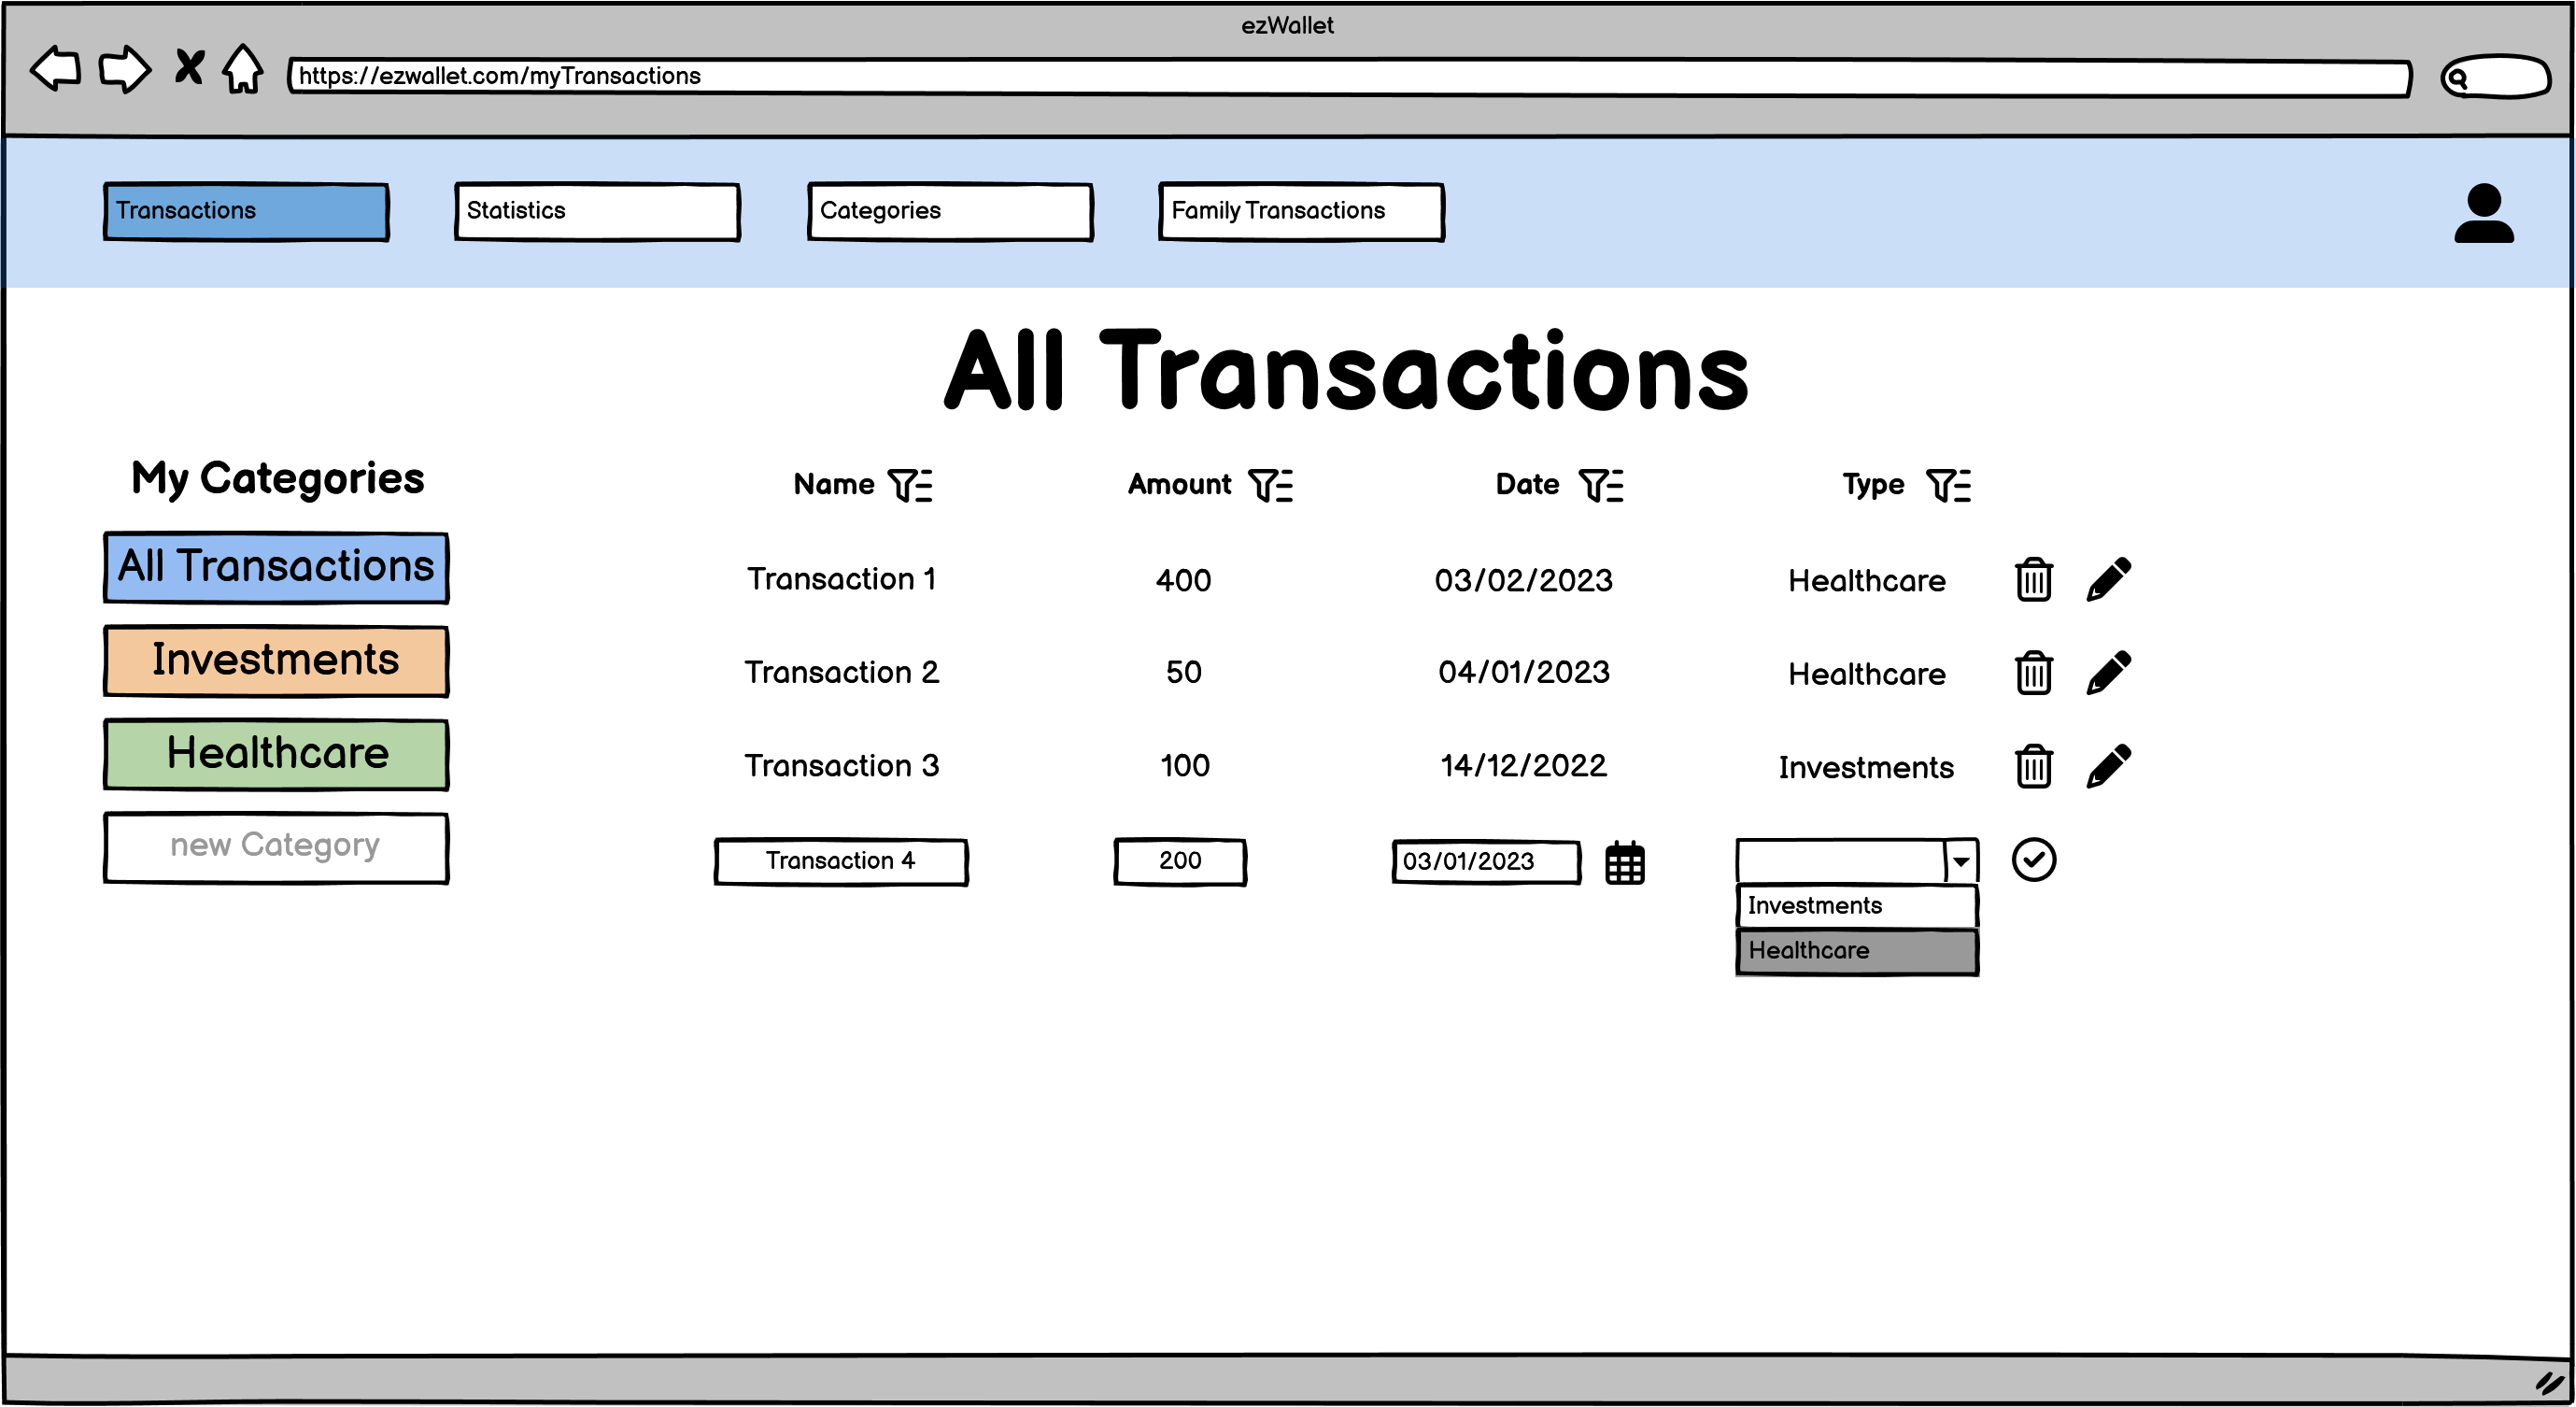 ezWallet
https://ezwallet.com/myTransactions
Transactions Statistics Categories Family Transactions
All Transactions
My Categories
All Transactions
Investments
Healthcare
new Category
Name Amount Date Type
Transaction 1 400 03/02/2023 Healthcare
Transaction 2 50 04/01/2023 Healthcare
Transaction 3 100 14/12/2022 Investments
Transaction 4 200 03/01/2023
Investments
Healthcare